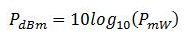 P_dBm = 10log_10(P_mW)